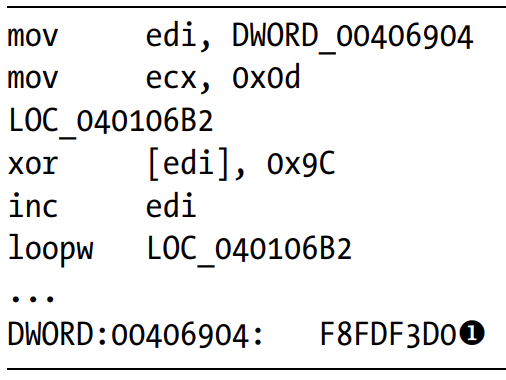 mov edi, DWORD_00406904
mov ecx, 0x0d
LOC_040106B2
xor [edi], 0x9C
inc edi
loopw LOC_040106B2
...
DWORD:00406904: F8FDF3D0❶